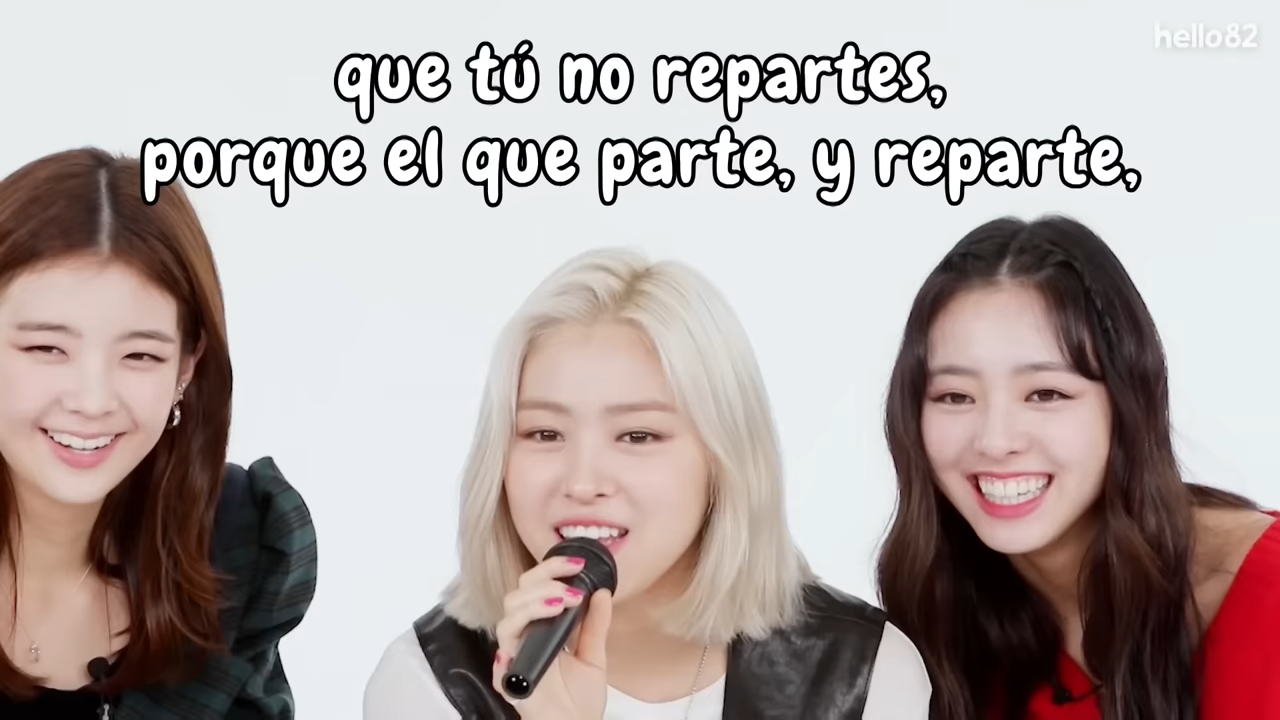 hello82
que tú no repartes,
porque el que parte, y reparte,